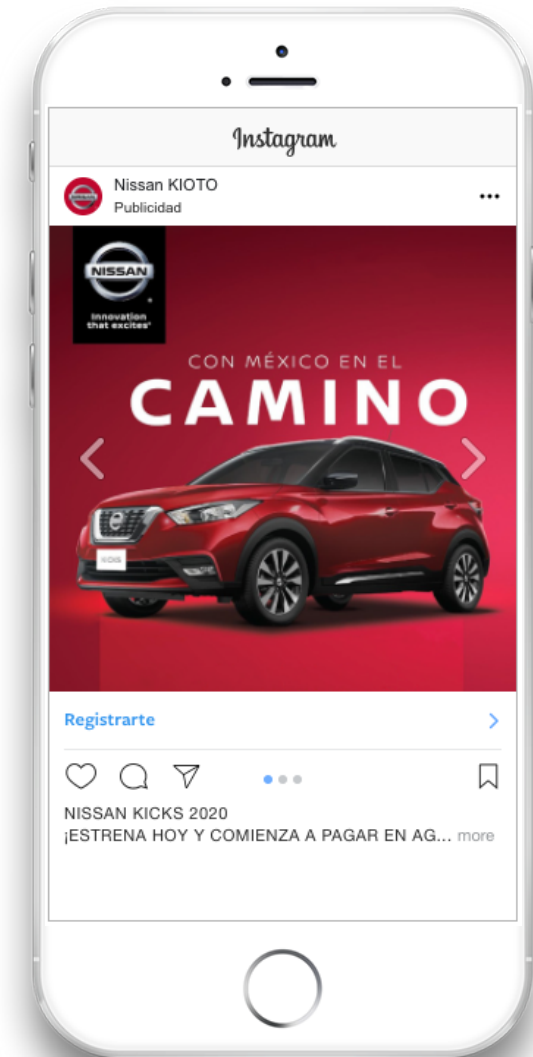 Instagram
Nissan KIOTO
Publicidad
NISSAN
Innovation
that excites®
CON MÉXICO EN EL
CAMINO
KICKS
Registrarte
NISSAN KICKS 2020
¡ESTRENA HOY Y COMIENZA A PAGAR EN AG... more